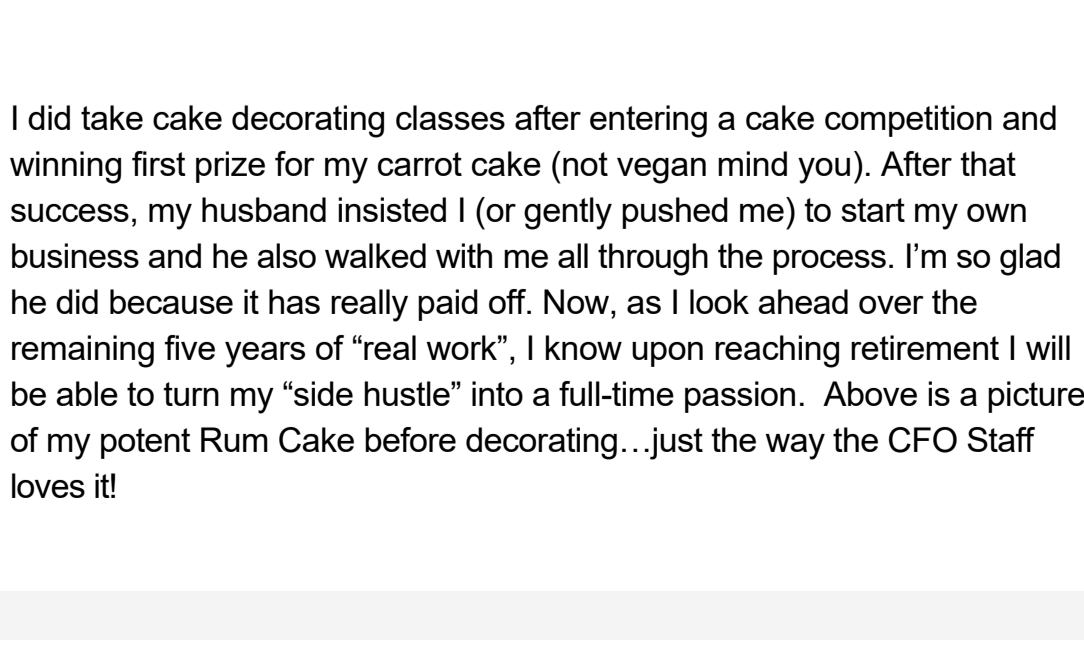 I did take cake decorating classes after entering a cake competition and
winning first prize for my carrot cake (not vegan mind you). After that
success, my husband insisted I (or gently pushed me) to start my own
business and he also walked with me all through the process. I’m so glad
he did because it has really paid off. Now, as I look ahead over the
remaining five years of “real work”, I know upon reaching retirement I will
be able to turn my “side hustle” into a full-time passion.  Above is a picture
of my potent Rum Cake before decorating…just the way the CFO Staff
loves it!